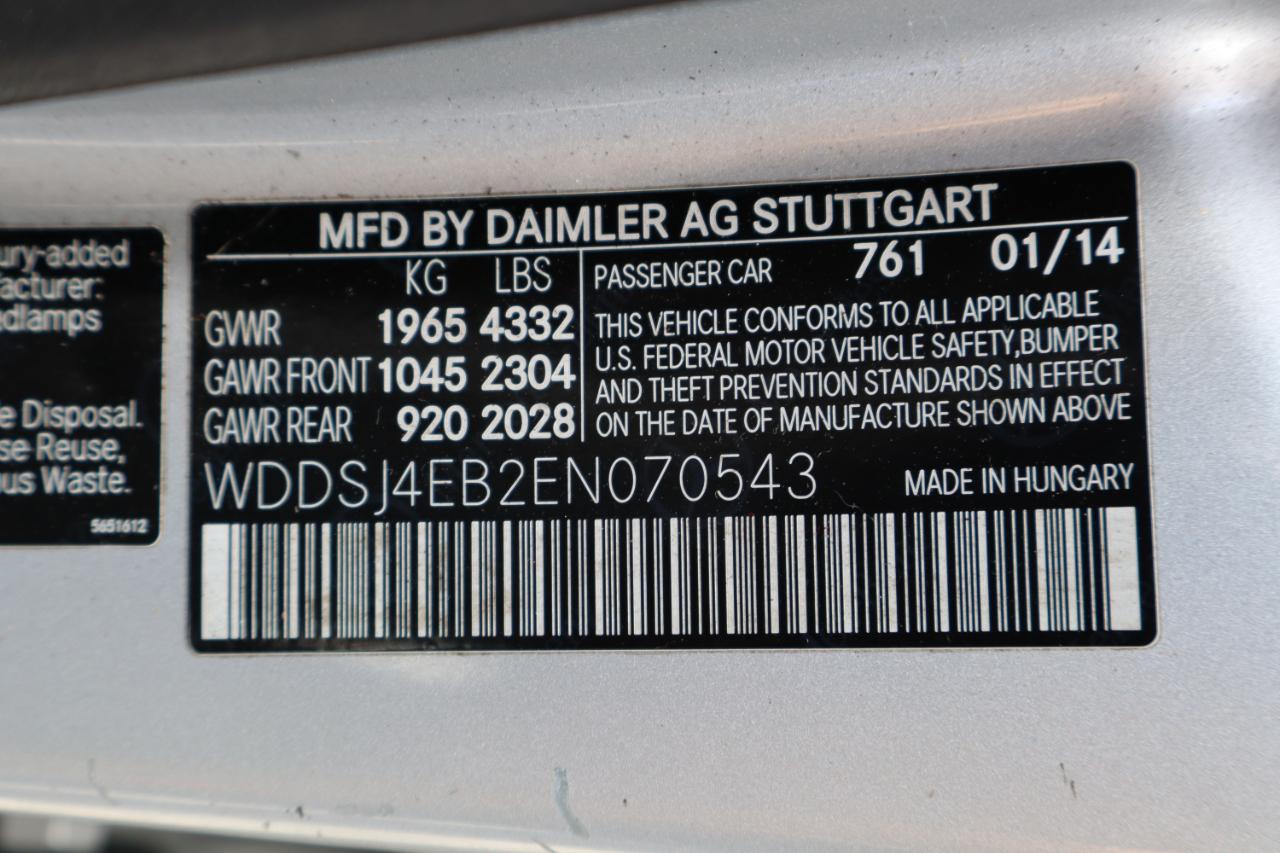 MFD BY DAIMLER AG STUTTGART
KG LBS
GVWR 1965 4332
GAWR FRONT 1045 2304
GAWR REAR 920 2028
PASSENGER CAR 761 01/14
THIS VEHICLE CONFORMS TO ALL APPLICABLE
U.S. FEDERAL MOTOR VEHICLE SAFETY, BUMPER
AND THEFT PREVENTION STANDARDS IN EFFECT
ON THE DATE OF MANUFACTURE SHOWN ABOVE
WDDSJ4EB2EN070543 MADE IN HUNGARY
ury-added
acturer:
edlamps
e Disposal.
se Reuse,
ous Waste.
5651612